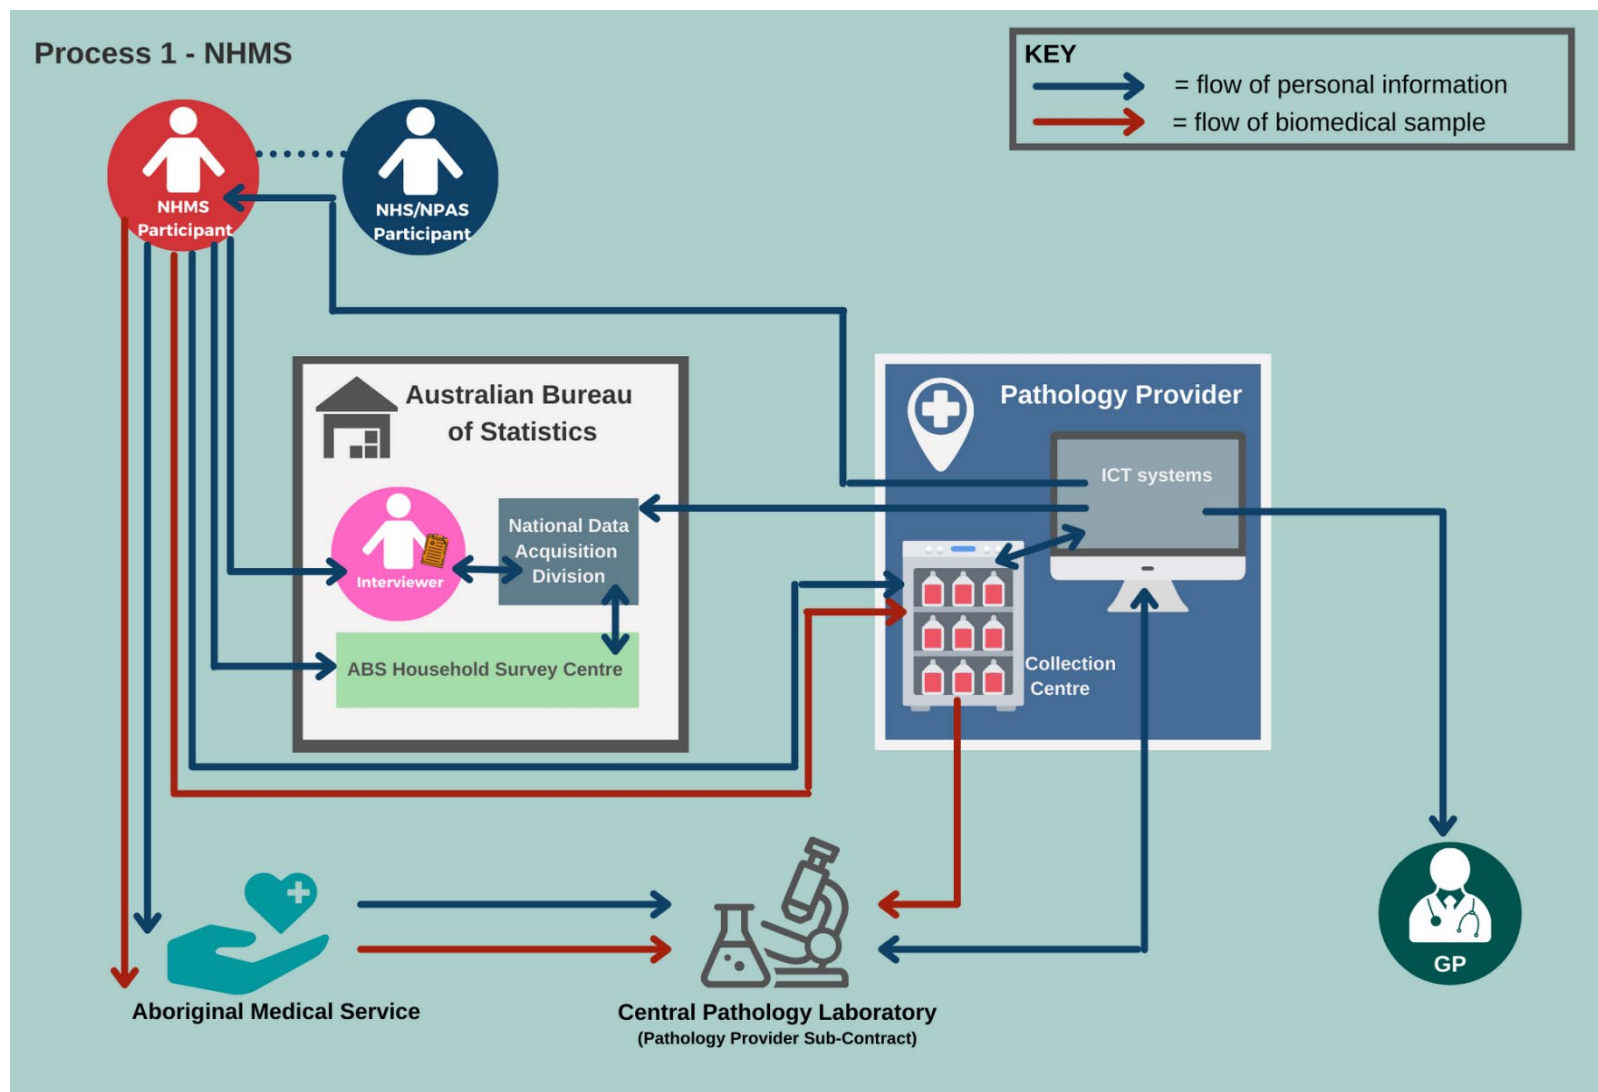 Process 1 - NHMS
KEY
= flow of personal information
= flow of biomedical sample
NHMS
Participant
NHS/NPAS
Participant
Australian Bureau
of Statistics
Interviewer
National Data
Acquisition
Division
ABS Household Survey Centre
Pathology Provider
ICT systems
Collection
Centre
Aboriginal Medical Service
Central Pathology Laboratory
(Pathology Provider Sub-Contract)
GP